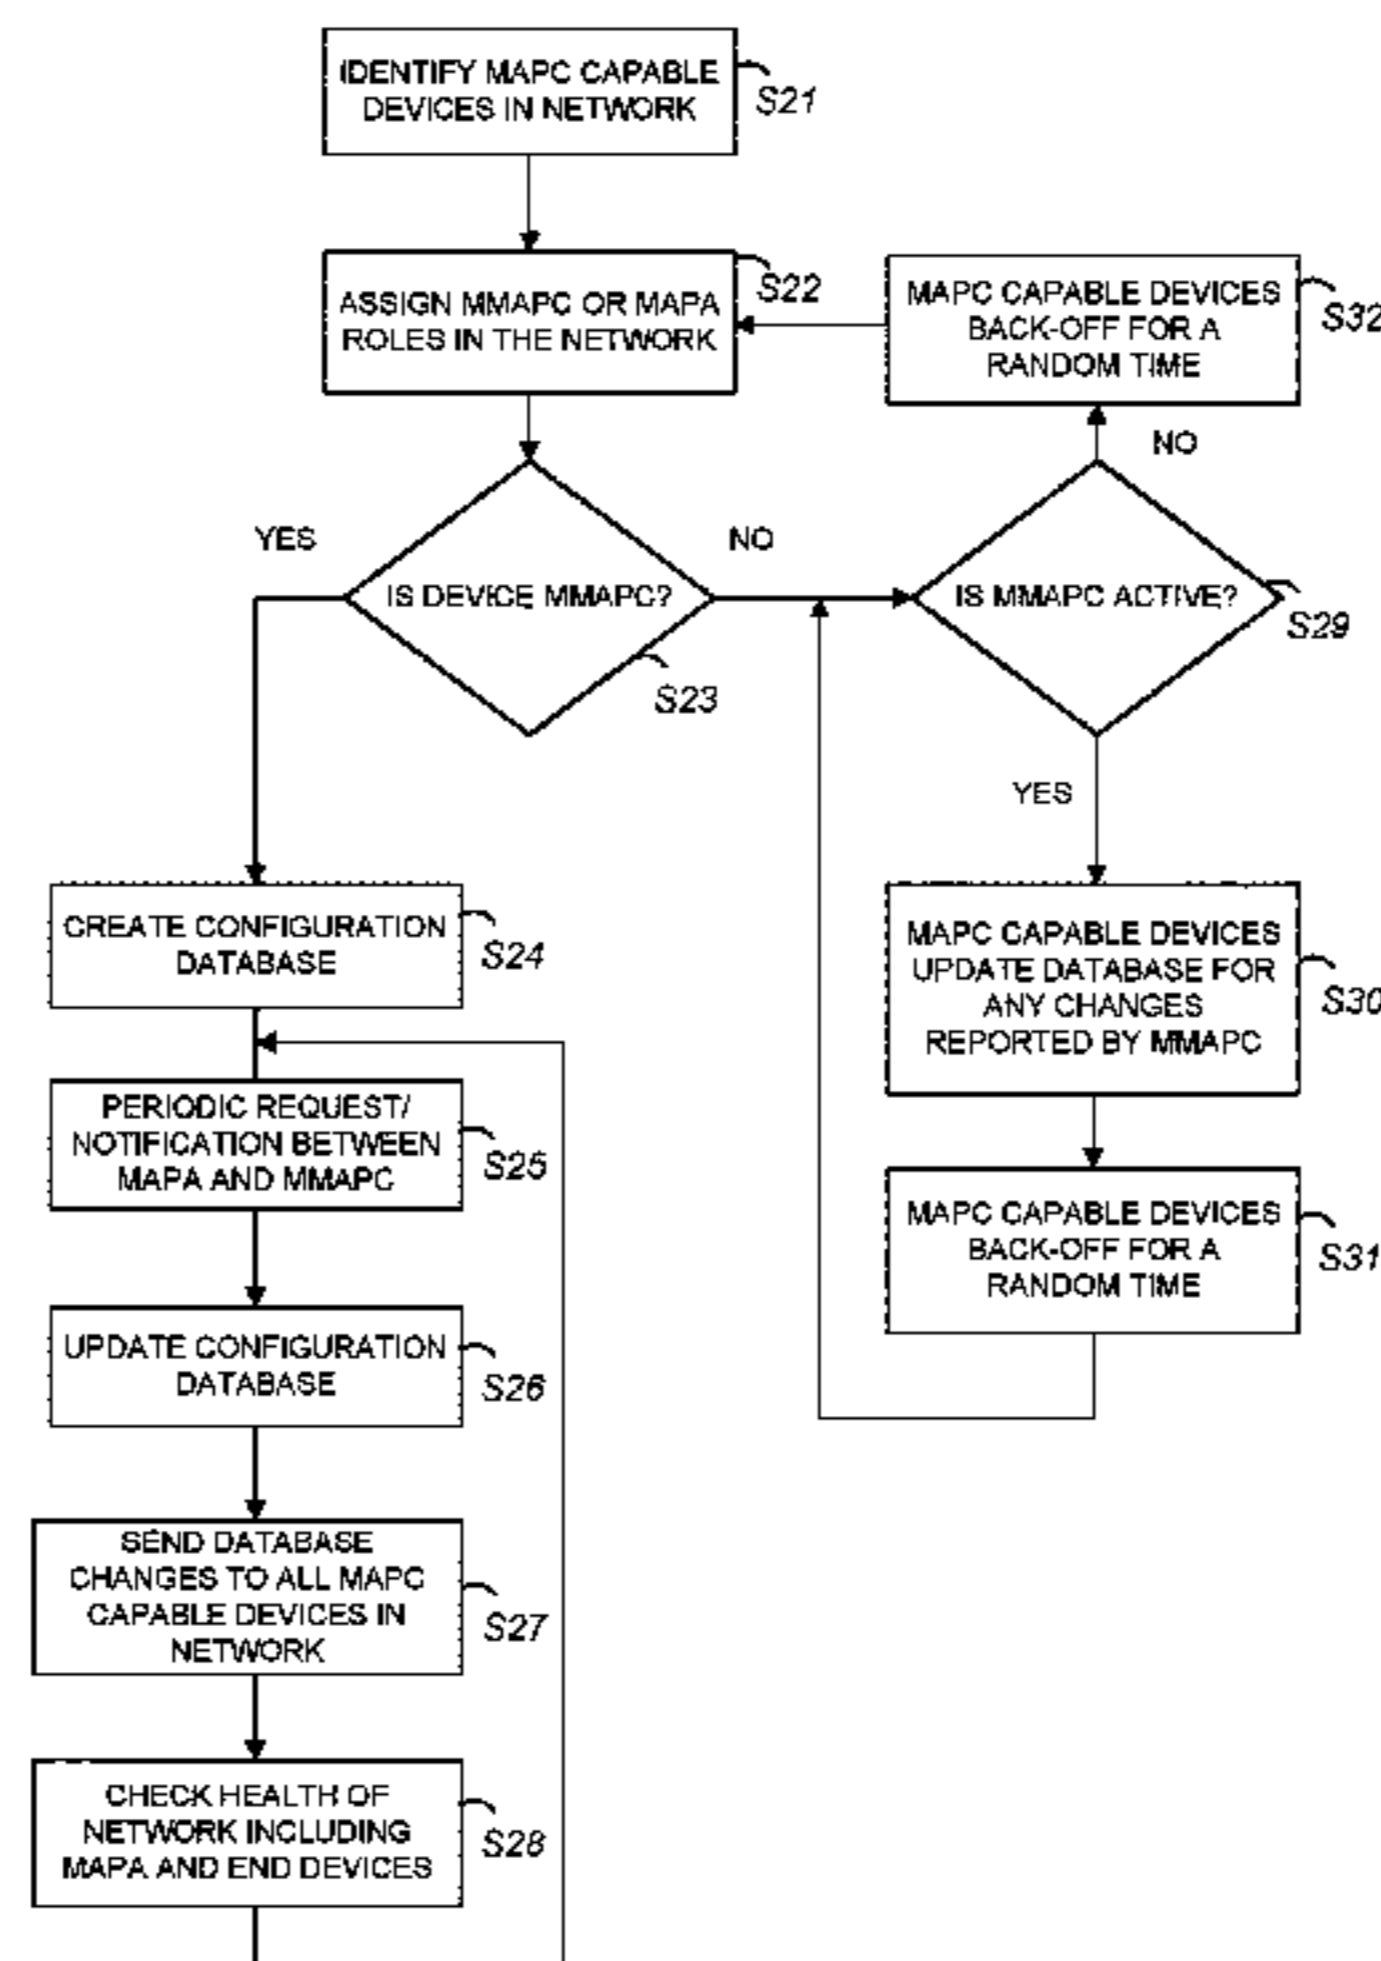 IDENTIFY MAPC CAPABLE
DEVICES IN NETWORK
S21
ASSIGN MMAPC OR MAPA
ROLES IN THE NETWORK
S22
MAPC CAPABLE DEVICES
BACK-OFF FOR A
RANDOM TIME
S32
NO
YES
IS DEVICE MMAPC?
S23
NO
IS MMAPC ACTIVE?
S29
YES
CREATE CONFIGURATION
DATABASE
S24
MAPC CAPABLE DEVICES
UPDATE DATABASE FOR
ANY CHANGES
REPORTED BY MMAPC
S30
PERIODIC REQUEST/
NOTIFICATION BETWEEN
MAPA AND MMAPC
S25
MAPC CAPABLE DEVICES
BACK-OFF FOR A
RANDOM TIME
S31
UPDATE CONFIGURATION
DATABASE
S26
SEND DATABASE
CHANGES TO ALL MAPC
CAPABLE DEVICES IN
NETWORK
S27
CHECK HEALTH OF
NETWORK INCLUDING
MAPA AND END DEVICES
S28